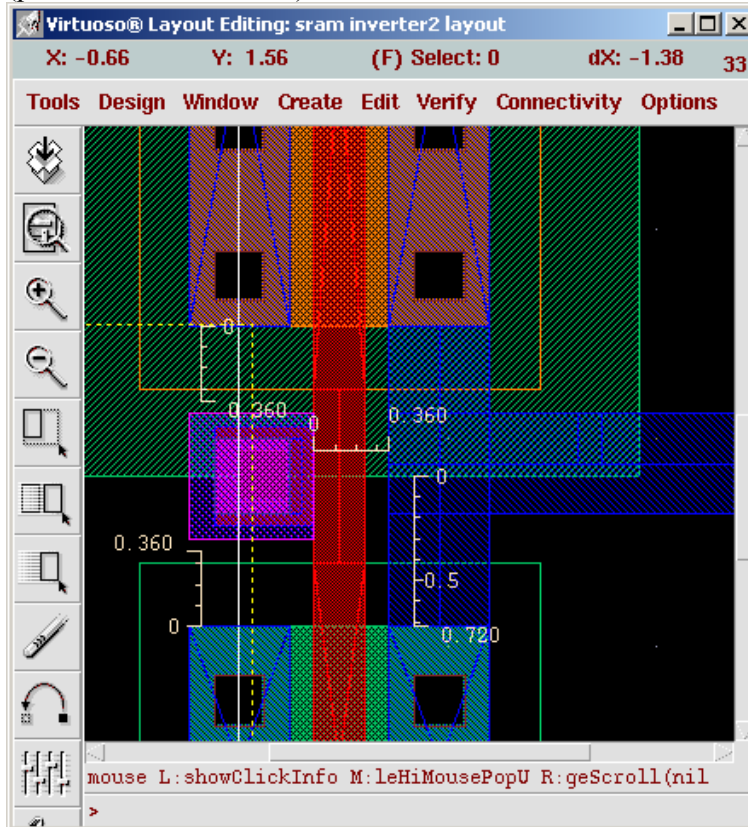 Virtuoso® Layout Editing: sram inverter2 layout
X: -0.66 Y: 1.56 (F) Select: 0 dX: -1.38 33
Tools Design Window Create Edit Verify Connectivity Options
0
0.360
0
0.360
0
0.360
0.5
0
0.720
mouse L:showClickInfo M:leHiMousePopU R:geScroll(nil
>